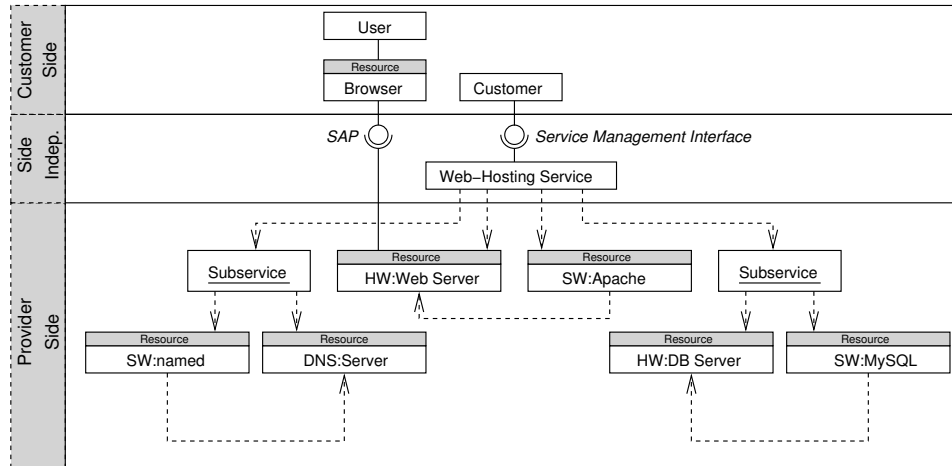 Customer
Side
User
Resource
Browser
Customer
Side
Indep.
SAP
Service Management Interface
Web–Hosting Service
Provider
Side
Subservice
Resource
HW:Web Server
Resource
SW:Apache
Subservice
Resource
SW:named
Resource
DNS:Server
Resource
HW:DB Server
Resource
SW:MySQL